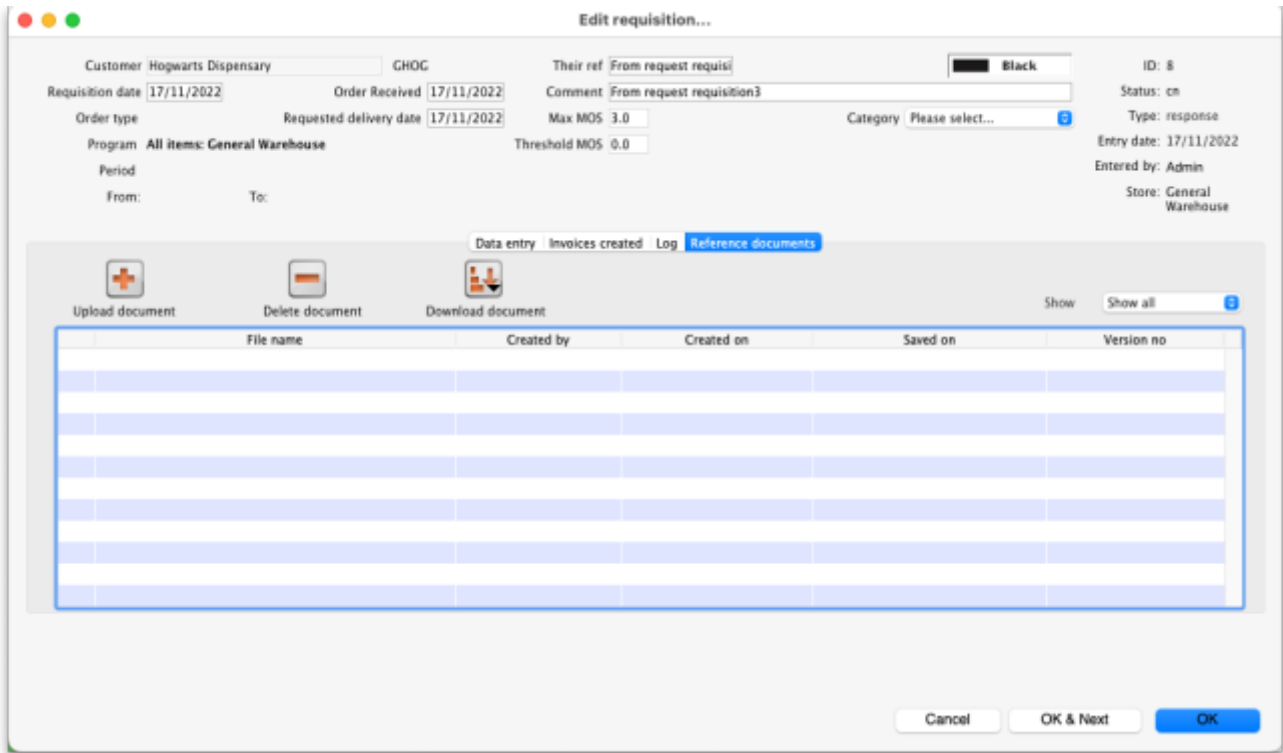 Edit requisition...
Customer Hogwarts Dispensary GHOG Their ref From request requisi Black ID: 8
Requisition date 17/11/2022 Order Received 17/11/2022 Comment From request requisition3 Status: cn
Order type Requested delivery date 17/11/2022 Max MOS 3.0 Category Please select... Type: response
Program All items: General Warehouse Threshold MOS 0.0 Entry date: 17/11/2022
Period Entered by: Admin
From: To: Store: General
Warehouse
Data entry Invoices created Log Reference documents
Upload document Delete document Download document Show Show all
File name Created by Created on Saved on Version no
Cancel OK & Next OK